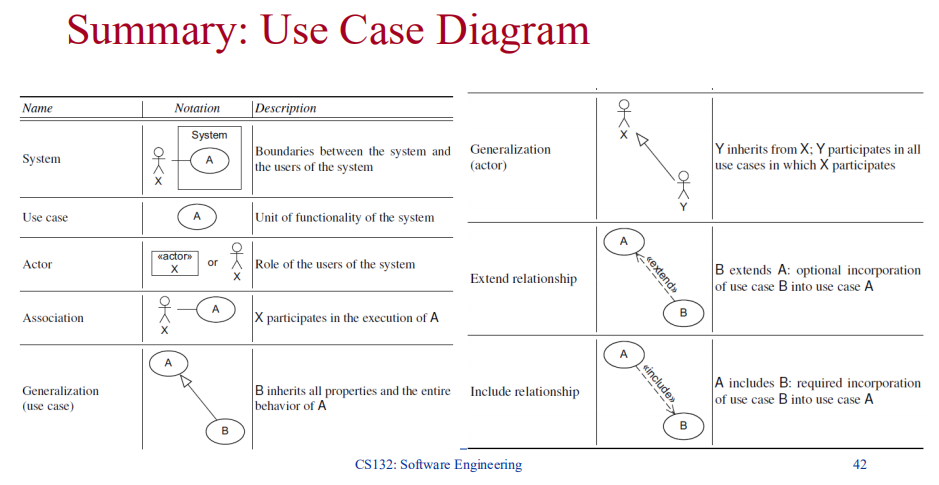 Summary: Use Case Diagram
Name Notation Description
System
System
A
X
Boundaries between the system and
the users of the system
Use case
A
Unit of functionality of the system
Actor
«actor»
X
or
X
Role of the users of the system
Association
A
X
X participates in the execution of A
Generalization
(use case)
A
B
B inherits all properties and the entire
behavior of A
Generalization
(actor)
X
Y
Y inherits from X; Y participates in all
use cases in which X participates
Extend relationship
A
«extend»
B
B extends A: optional incorporation
of use case B into use case A
Include relationship
A
«include»
B
A includes B: required incorporation
of use case B into use case A
CS132: Software Engineering
42